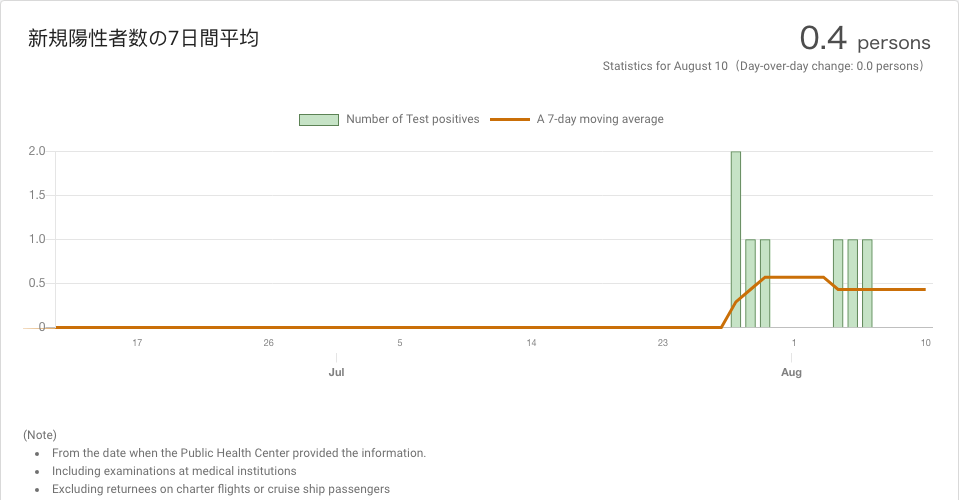 新規陽性者数の7日間平均
0.4 persons
Statistics for August 10（Day-over-day change: 0.0 persons）
Number of Test positives
A 7-day moving average
2.0
1.5
1.0
0.5
0
17 26 5 14 23 1 10
Jul Aug
(Note)
• From the date when the Public Health Center provided the information.
• Including examinations at medical institutions
• Excluding returnees on charter flights or cruise ship passengers